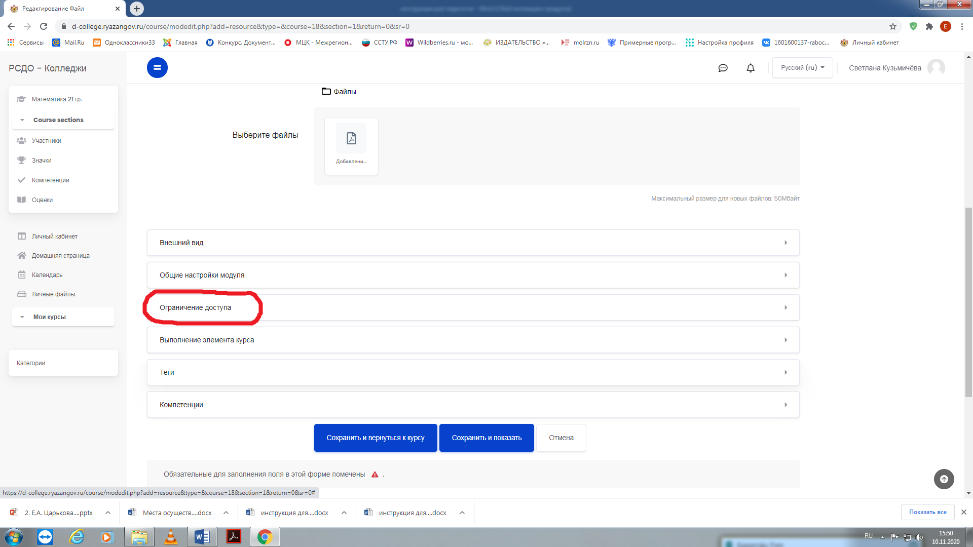 Редактирование Файл
d-college.ryazangov.ru/course/modedit.php?add=resource&type=&course=18&section=1&return=0&sr=0
Сервисы Mail.Ru Одноклассники33 Главная Конкурс. Документ... МЦК - Межрегион... ССТУ.РФ Wildberries.ru - мо... ИЗДАТЕЛЬСТВО «... molrzn.ru Примерные прогр... Настройка профиля 1601600137-raboc... Личный кабинет
РСДО – Колледжи
Русский (ru)
Светлана Кузьмичёва
Математика 21 гр.
Course sections
Участники
Значки
Компетенции
Оценки
Личный кабинет
Домашняя страница
Календарь
Личные файлы
Мои курсы
Категории
Файлы
Выберите файлы
Добавлена...
Максимальный размер для новых файлов: 50Мбайт
Внешний вид
Общие настройки модуля
Ограничение доступа
Выполнение элемента курса
Теги
Компетенции
Сохранить и вернуться к курсу
Сохранить и показать
Отмена
Обязательные для заполнения поля в этой форме помечены .
https://d-college.ryazangov.ru/course/modedit.php?add=resource&type=&course=18&section=1&return=0&sr=0#
2. Е.А. Царькова....pptx
Места осуществ....docx
инструкция для....docx
инструкция для....docx
Показать все
RU
15:50
10.11.2020